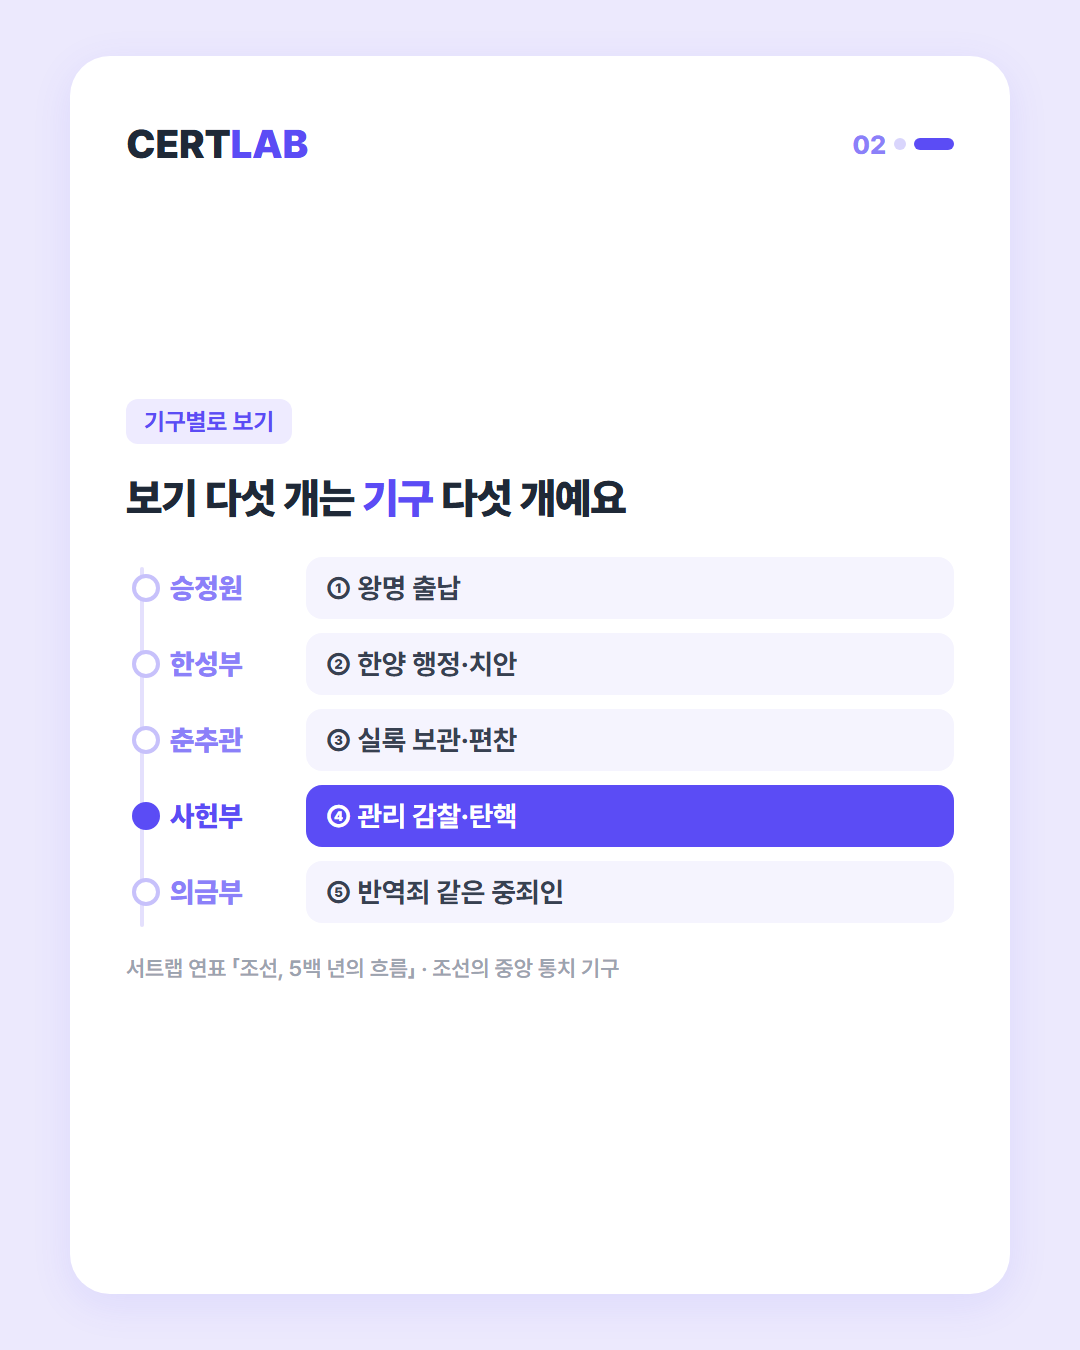 CERTLAB
02
기구별로 보기
보기 다섯 개는 기구 다섯 개예요
승정원 ① 왕명 출납
한성부 ② 한양 행정·치안
춘추관 ③ 실록 보관·편찬
사헌부 ④ 관리 감찰·탄핵
의금부 ⑤ 반역죄 같은 중죄인
서트랩 연표 『조선, 5백 년의 흐름』 · 조선의 중앙 통치 기구